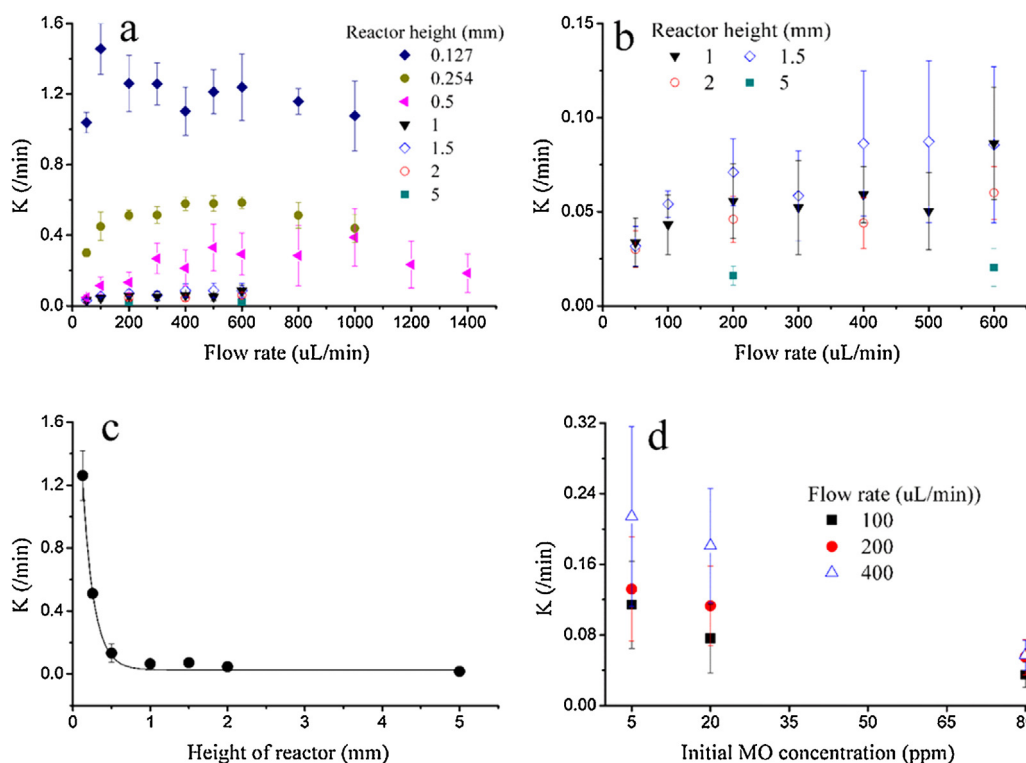 a
Reactor height (mm)
0.127
0.254
0.5
1
1.5
2
5
K (/min)
1.6
1.2
0.8
0.4
0.0
0 200 400 600 800 1000 1200 1400
Flow rate (uL/min)
b
Reactor height (mm)
1 1.5
2 5
K (/min)
0.15
0.10
0.05
0.00
0 100 200 300 400 500 600
Flow rate (uL/min)
c
K (/min)
1.6
1.2
0.8
0.4
0.0
0 1 2 3 4 5
Height of reactor (mm)
d
Flow rate (uL/min))
100
200
400
K (/min)
0.32
0.24
0.16
0.08
0.00
5 20 35 50 65
Initial MO concentration (ppm)